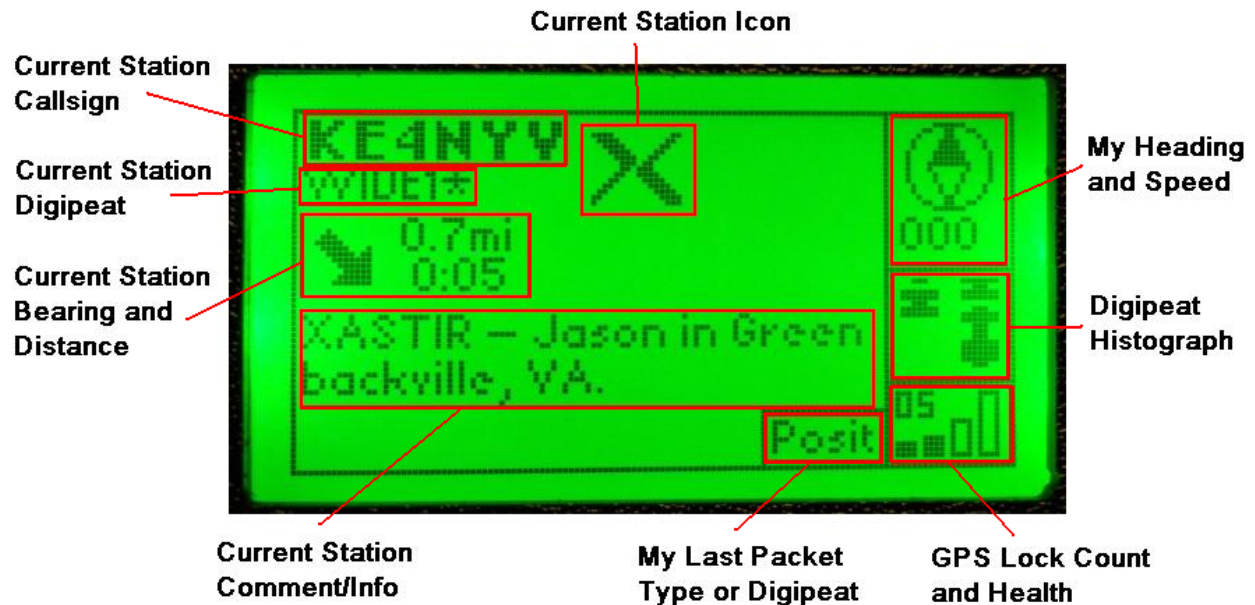 Current Station Icon
Current Station
Callsign
KE4NYV
My Heading
and Speed
Current Station
Digipeat
WIDE1*
000
0.7mi
Current Station
Bearing and
Distance
0:05
Digipeat
Histograph
XASTIR – Jason in Green
backville, VA.
05
Posit
Current Station
Comment/Info
My Last Packet
Type or Digipeat
GPS Lock Count
and Health